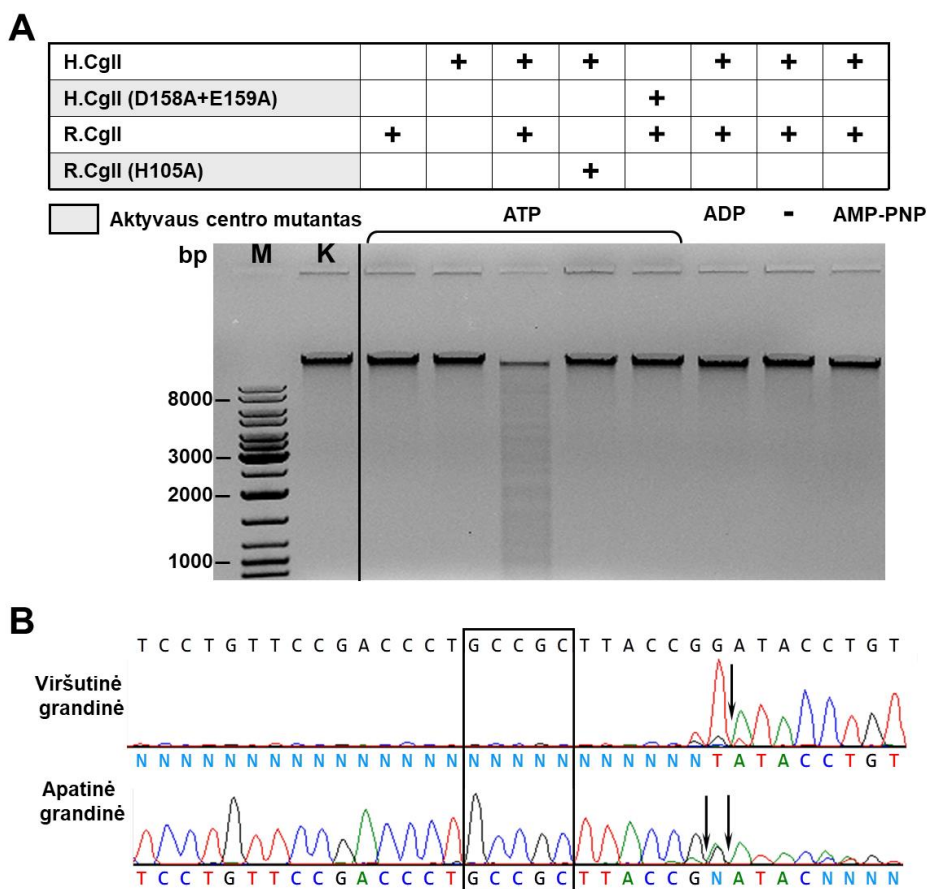 A
H.CglI + + + + + +
H.CglI (D158A+E159A) +
R.CglI + + + + + +
R.CglI (H105A) +
Aktyvaus centro mutantas
ATP ADP - AMP-PNP
bp M K
8000
3000
2000
1000
B
T C C T G T T C C G A C C C T G C C G C T T A C C G G A T A C C T G T
Viršutinė
grandinė
N N N N N N N N N N N N N N N N N N N N N N N N N N T A T A C C T G T
Apatinė
grandinė
T C C T G T T C C G A C C C T G C C G C T T A C C G N A T A C N N N N